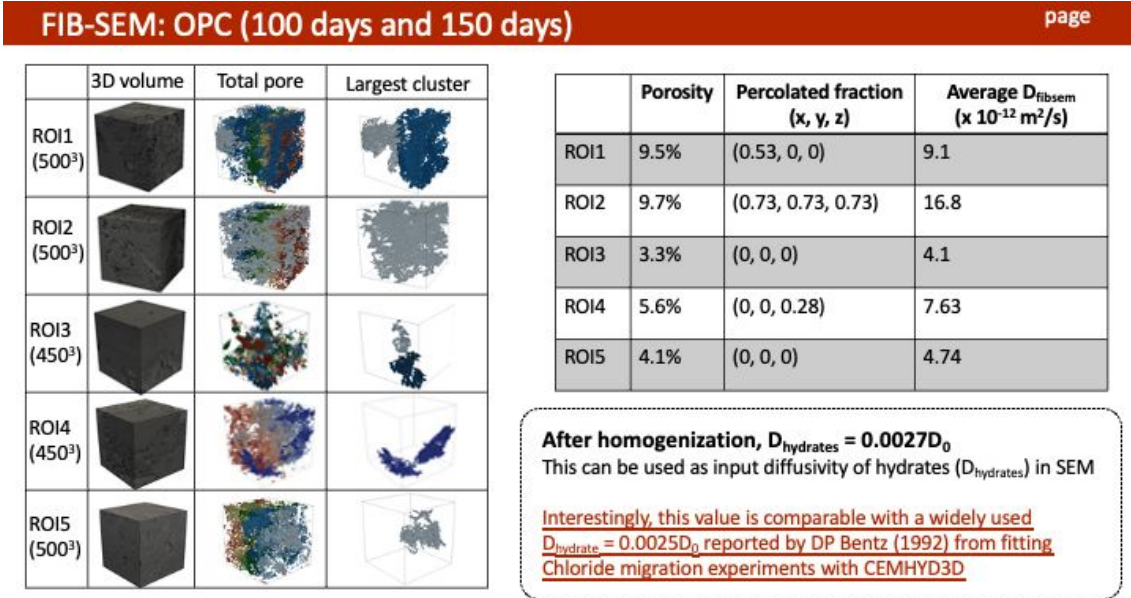 FIB-SEM: OPC (100 days and 150 days)
page
3D volume Total pore Largest cluster
ROI1
(500³)
ROI2
(500³)
ROI3
(450³)
ROI4
(450³)
ROI5
(500³)
Porosity Percolated fraction (x, y, z) Average D_fibsem (x 10⁻¹² m²/s)
ROI1 9.5% (0.53, 0, 0) 9.1
ROI2 9.7% (0.73, 0.73, 0.73) 16.8
ROI3 3.3% (0, 0, 0) 4.1
ROI4 5.6% (0, 0, 0.28) 7.63
ROI5 4.1% (0, 0, 0) 4.74
After homogenization, D_hydrates = 0.0027D₀
This can be used as input diffusivity of hydrates (D_hydrates) in SEM
Interestingly, this value is comparable with a widely used
D_hydrate = 0.0025D₀ reported by DP Bentz (1992) from fitting
Chloride migration experiments with CEMHYD3D